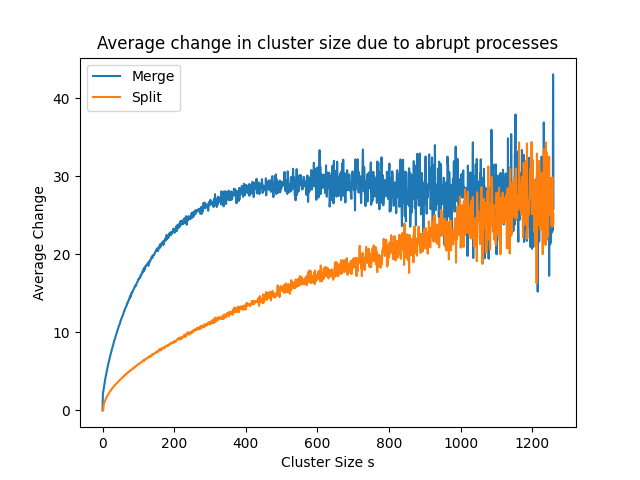 Average change in cluster size due to abrupt processes
Merge
Split
40
30
20
10
0
Average Change
0 200 400 600 800 1000 1200
Cluster Size s